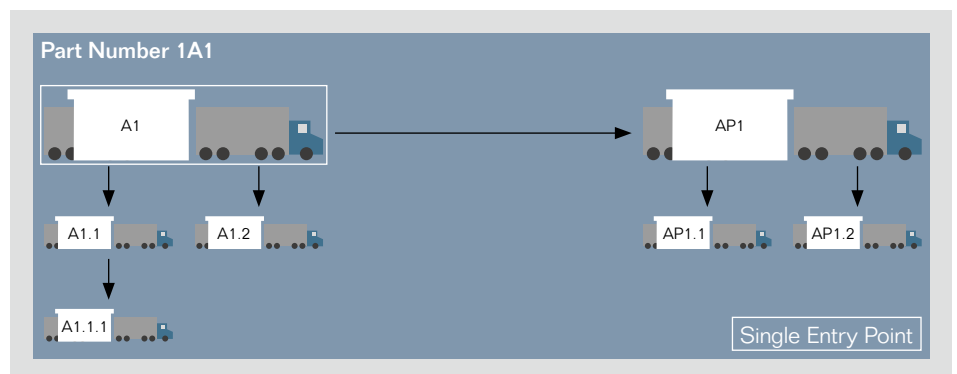 Part Number 1A1
A1
AP1
A1.1
A1.2
AP1.1
AP1.2
A1.1.1
Single Entry Point